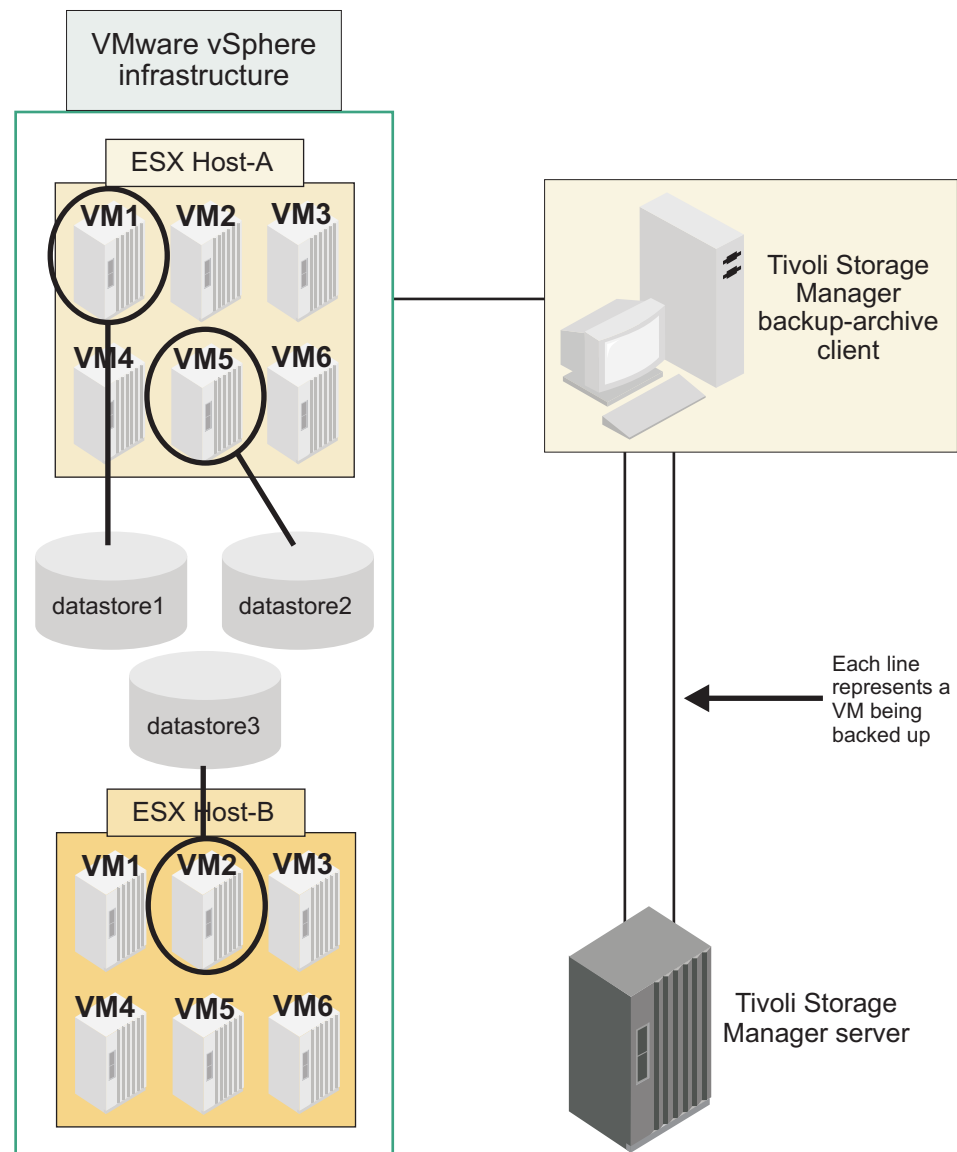 VMware vSphere
infrastructure
ESX Host-A
VM1
VM2
VM3
VM4
VM5
VM6
datastore1
datastore2
datastore3
ESX Host-B
VM1
VM2
VM3
VM4
VM5
VM6
Tivoli Storage
Manager
backup-archive
client
Each line
represents a
VM being
backed up
Tivoli Storage
Manager server